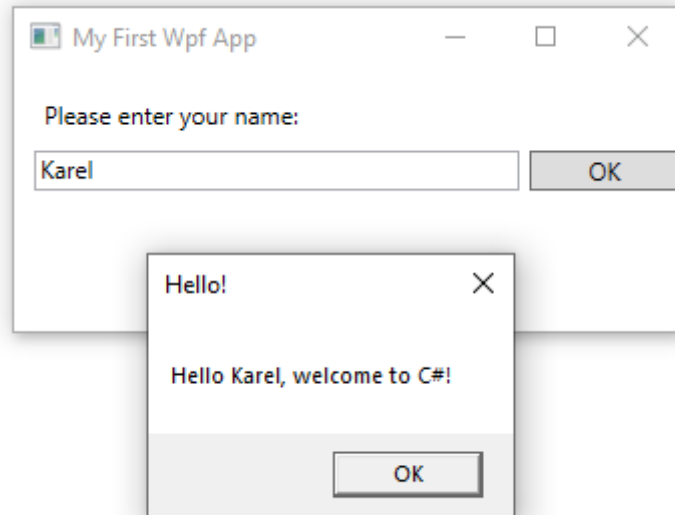 My First Wpf App
Please enter your name:
Karel
OK
Hello!
Hello Karel, welcome to C#!
OK